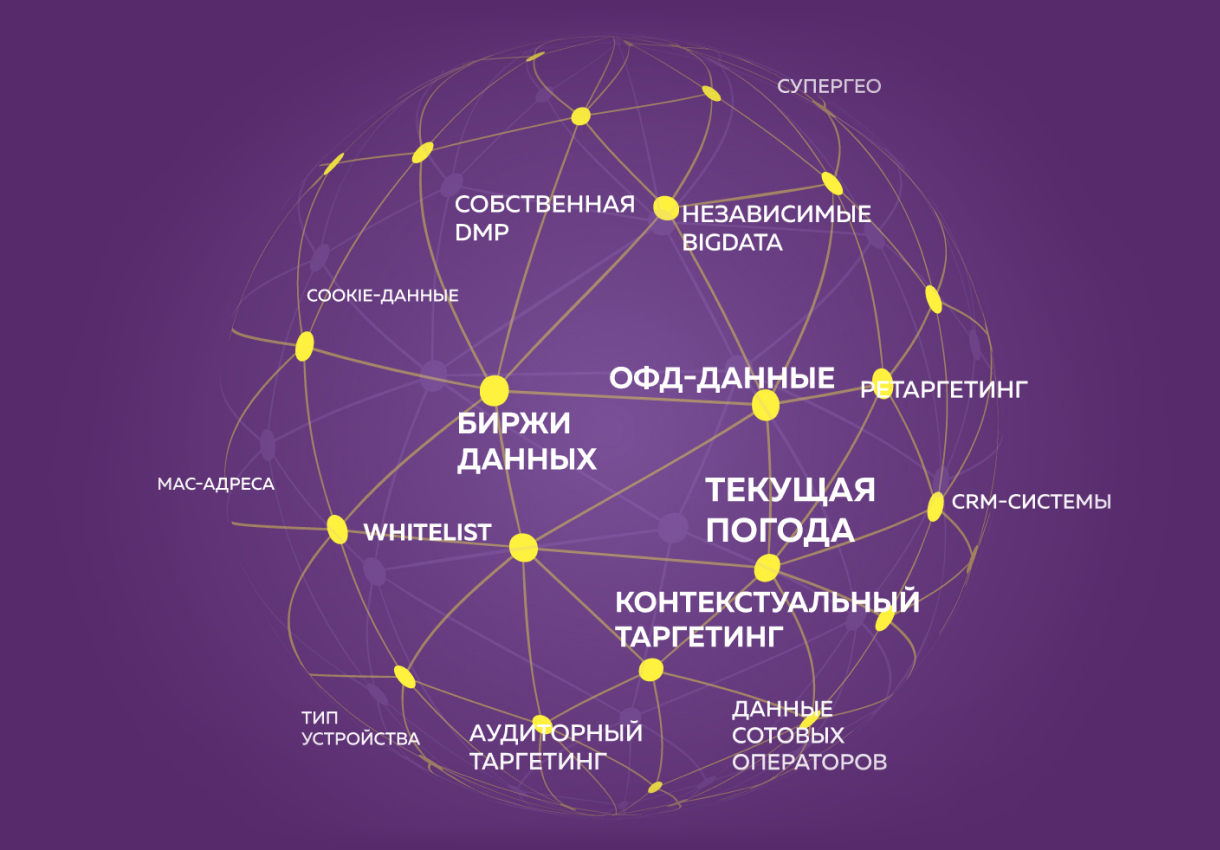 СУПЕРГЕО
СОБСТВЕННАЯ
DMP
НЕЗАВИСИМЫЕ
BIGDATA
COOKIE-ДАННЫЕ
ОФД-ДАННЫЕ
РЕТАРГЕТИНГ
БИРЖИ
ДАННЫХ
MAC-АДРЕСА
ТЕКУЩАЯ
ПОГОДА
CRM-СИСТЕМЫ
WHITELIST
КОНТЕКСТУАЛЬНЫЙ
ТАРГЕТИНГ
ТИП
УСТРОЙСТВА
АУДИТОРНЫЙ
ТАРГЕТИНГ
ДАННЫЕ
СОТОВЫХ
ОПЕРАТОРОВ